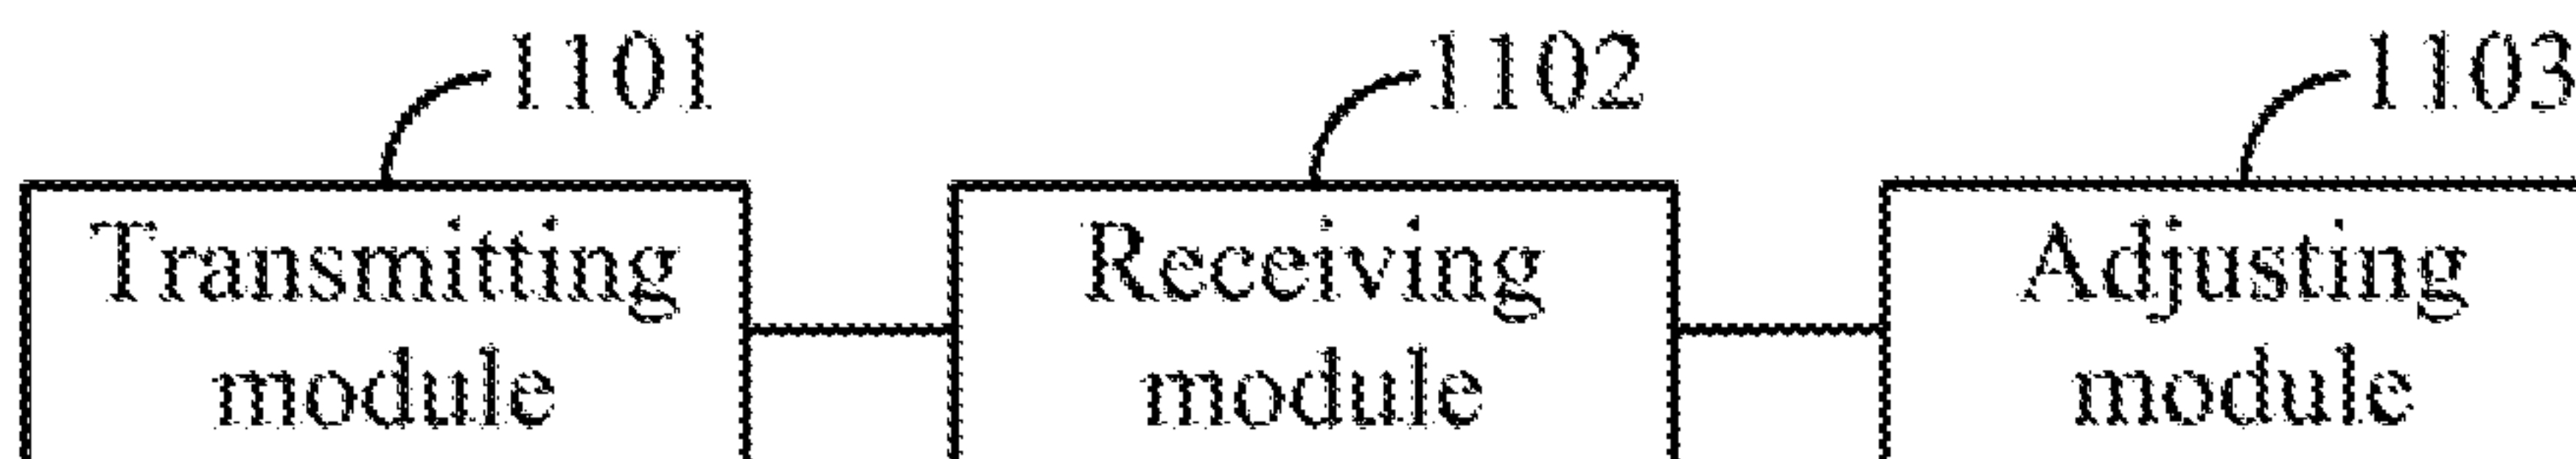 1101
1102
1103
Transmitting
module
Receiving
module
Adjusting
module